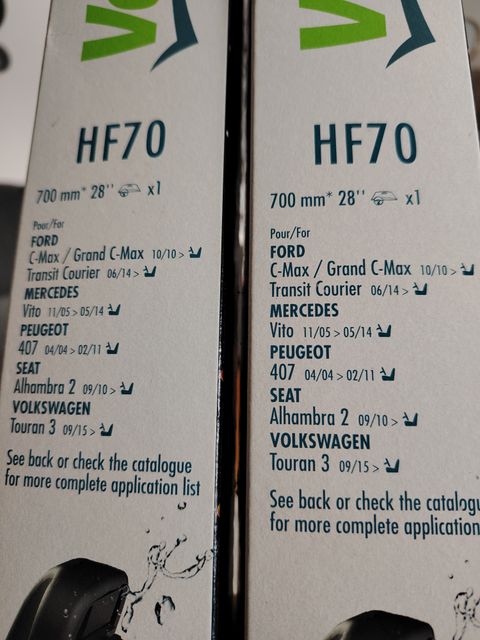 HF70
700 mm* 28'' x1
Pour/For
FORD
C-Max / Grand C-Max 10/10 >
Transit Courier 06/14 >
MERCEDES
Vito 11/05 > 05/14
PEUGEOT
407 04/04 > 02/11
SEAT
Alhambra 2 09/10 >
VOLKSWAGEN
Touran 3 09/15 >
See back or check the catalogue
for more complete application list
HF70
700 mm* 28'' x1
Pour/For
FORD
C-Max / Grand C-Max 10/10 >
Transit Courier 06/14 >
MERCEDES
Vito 11/05 > 05/14
PEUGEOT
407 04/04 > 02/11
SEAT
Alhambra 2 09/10 >
VOLKSWAGEN
Touran 3 09/15 >
See back or check the catalogu
for more complete application